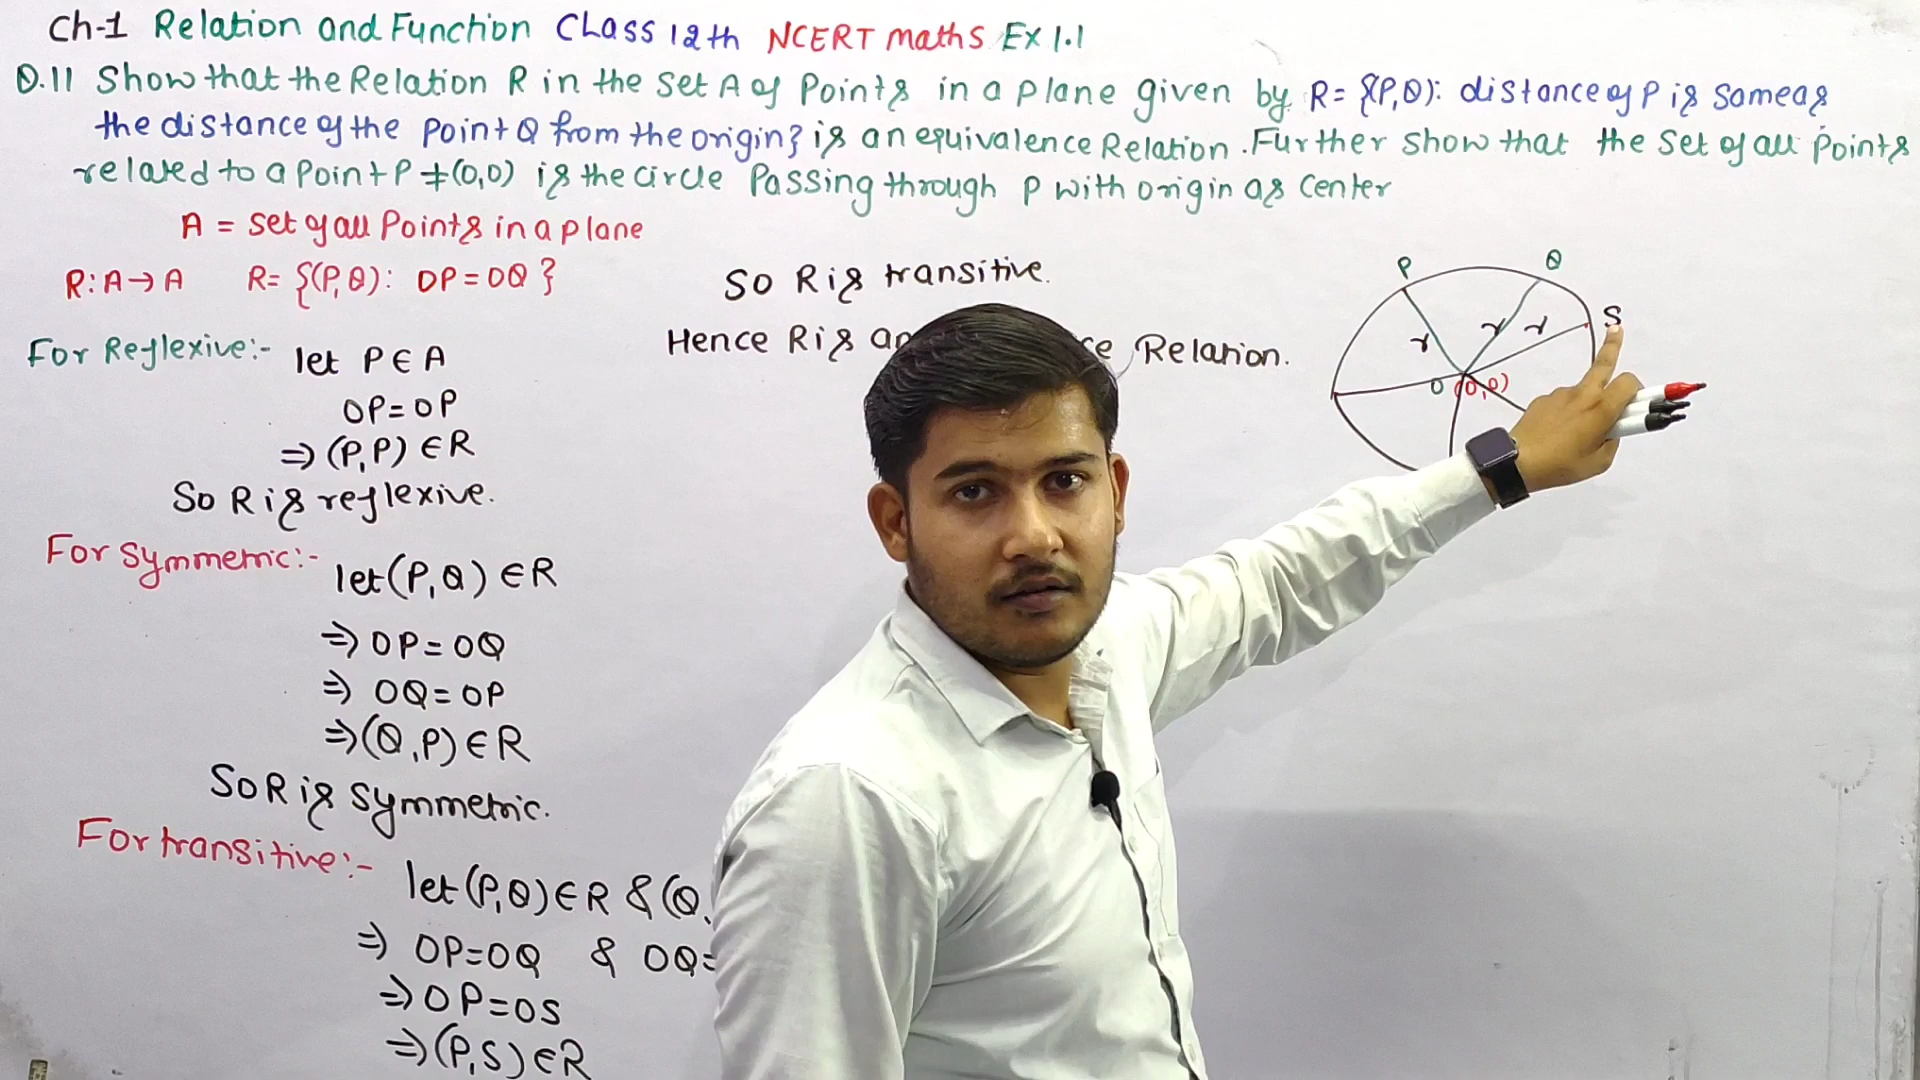 Ch-1 Relation and Function Class 12th NCERT maths Ex 1.1
Q.11 Show that the Relation R in the set A of Points in a plane given by R= {(P,Q): distance of P is same as
the distance of the point Q from the origin} is an equivalence Relation. Further show that the set of all points
related to a point P ≠ (0,0) is the circle Passing through P with origin as center
A = set of all Points in a plane
R: A→A R= {(P,Q): OP=OQ}
For Reflexive:- let P∈A
OP=OP
⇒ (P,P) ∈R
So R is reflexive.
For symmetric:- let (P,Q) ∈R
⇒ OP=OQ
⇒ OQ=OP
⇒ (Q,P) ∈R
So R is symmetric.
For transitive:- let (P,Q)∈R & (Q,
⇒ OP=OQ & OQ=
⇒ OP=OS
⇒ (P,S)∈R
So R is transitive.
Hence R is Relation.
P Q
S
r r r
O (0,0)